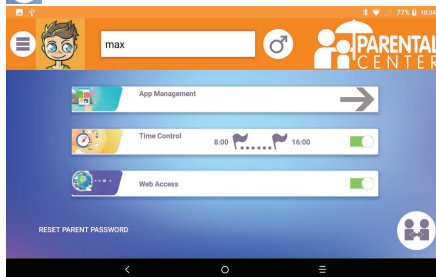 77% 10:34
max
PARENTAL
CENTER
App Management
Time Control
8:00
16:00
Web Access
RESET PARENT PASSWORD